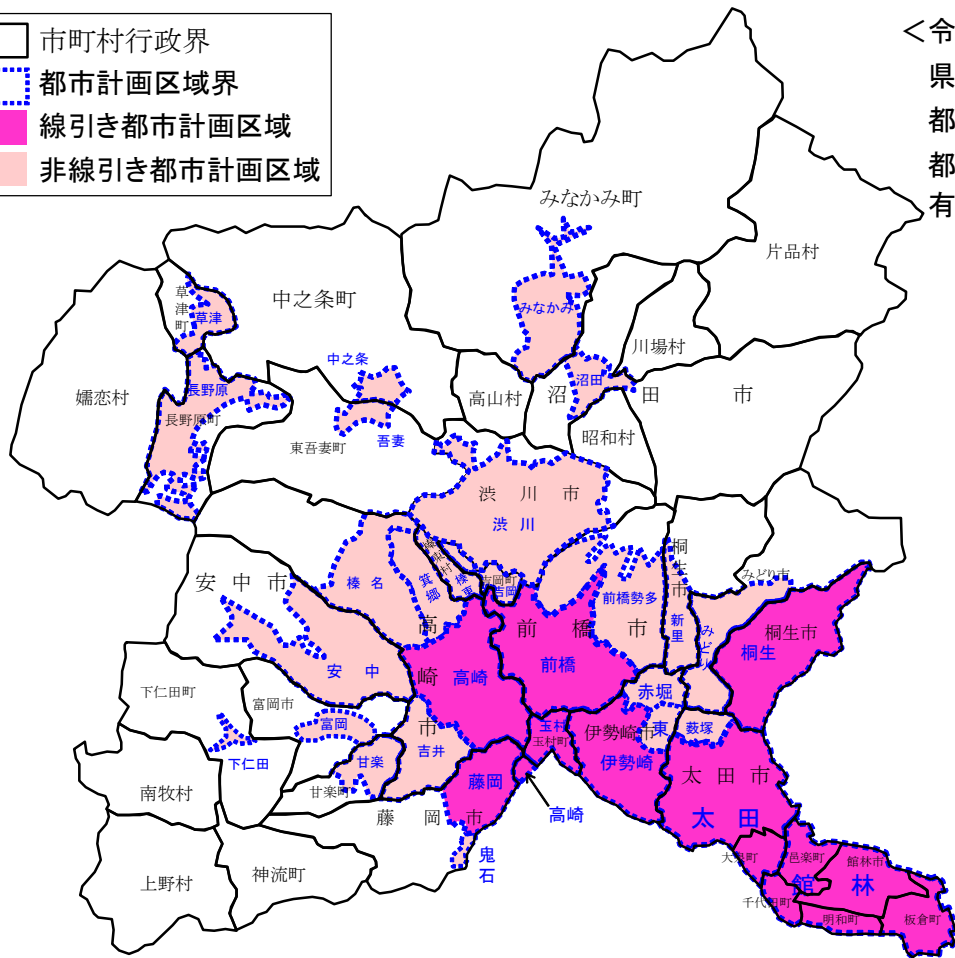 市町村行政界
都市計画区域界
線引き都市計画区域
非線引き都市計画区域
＜令
県
都
都
有
みなかみ町
片品村
中之条町
草津町
草津
みなかみ
川場村
中之条
沼田
長野原
嬬恋村
高山村
沼田市
長野原町
東吾妻町
吾妻
昭和村
渋川市
渋川
桐生市
みどり市
安中市
榛名
箕郷
榛東村
榛東
吉岡町
吉岡
前橋勢多
新里
みどり
高崎市
前橋市
桐生市
桐生
安中
高崎
前橋
下仁田町
富岡市
赤堀
富岡
玉村
玉村町
伊勢崎市
東
薮塚
吉井
下仁田
甘楽
伊勢崎
太田市
南牧村
甘楽町
藤岡
藤岡市
高崎
太田
鬼石
大泉町
邑楽町
館林市
上野村
神流町
館林
千代田町
明和町
板倉町